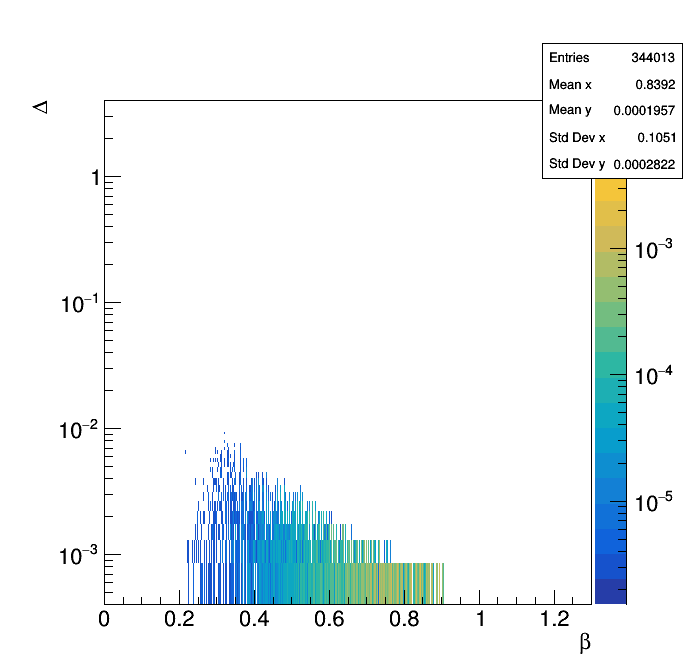 Entries 344013
Mean x 0.8392
Mean y 0.0001957
Std Dev x 0.1051
Std Dev y 0.0002822
Δ
1
10⁻¹
10⁻²
10⁻³
10⁻³
10⁻⁴
10⁻⁵
0 0.2 0.4 0.6 0.8 1 1.2
β